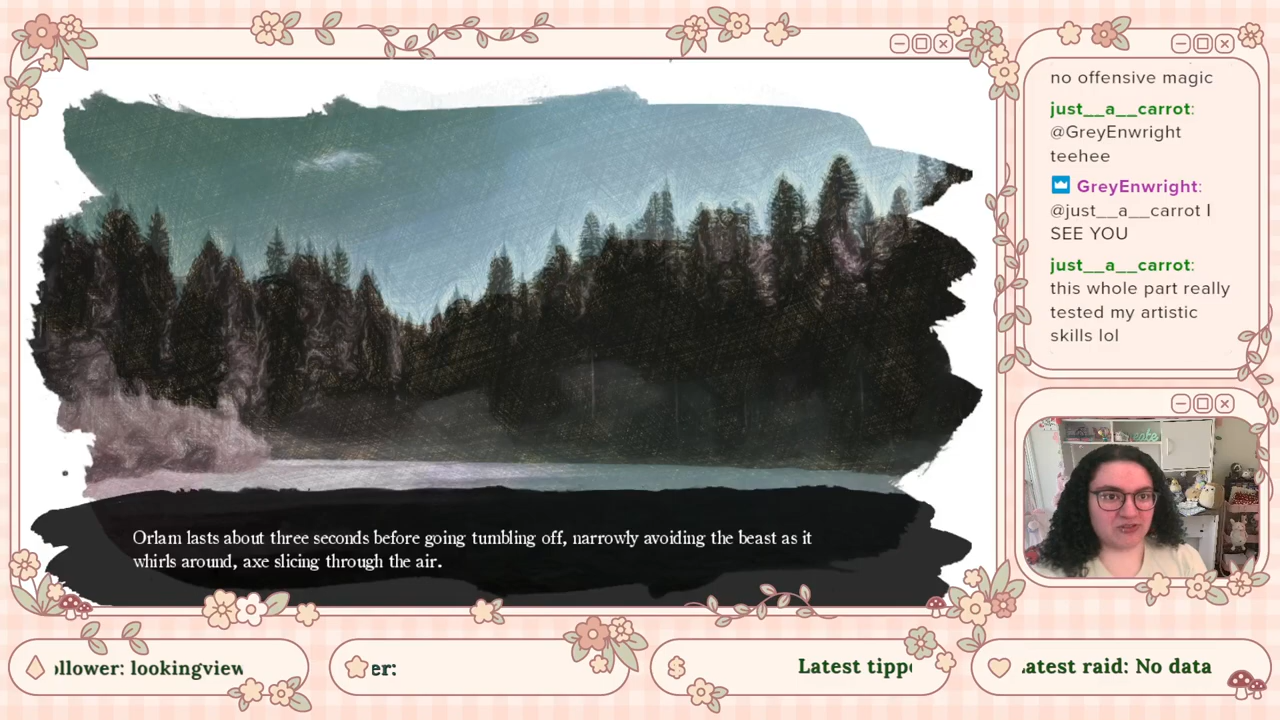 no offensive magic
just__a__carrot:
@GreyEnwright
teehee
GreyEnwright:
@just__a__carrot I
SEE YOU
just__a__carrot:
this whole part really
tested my artistic
skills lol
Orlam lasts about three seconds before going tumbling off, narrowly avoiding the beast as it
whirls around, axe slicing through the air.
ollower: lookingview
er:
Latest tippe
atest raid: No data